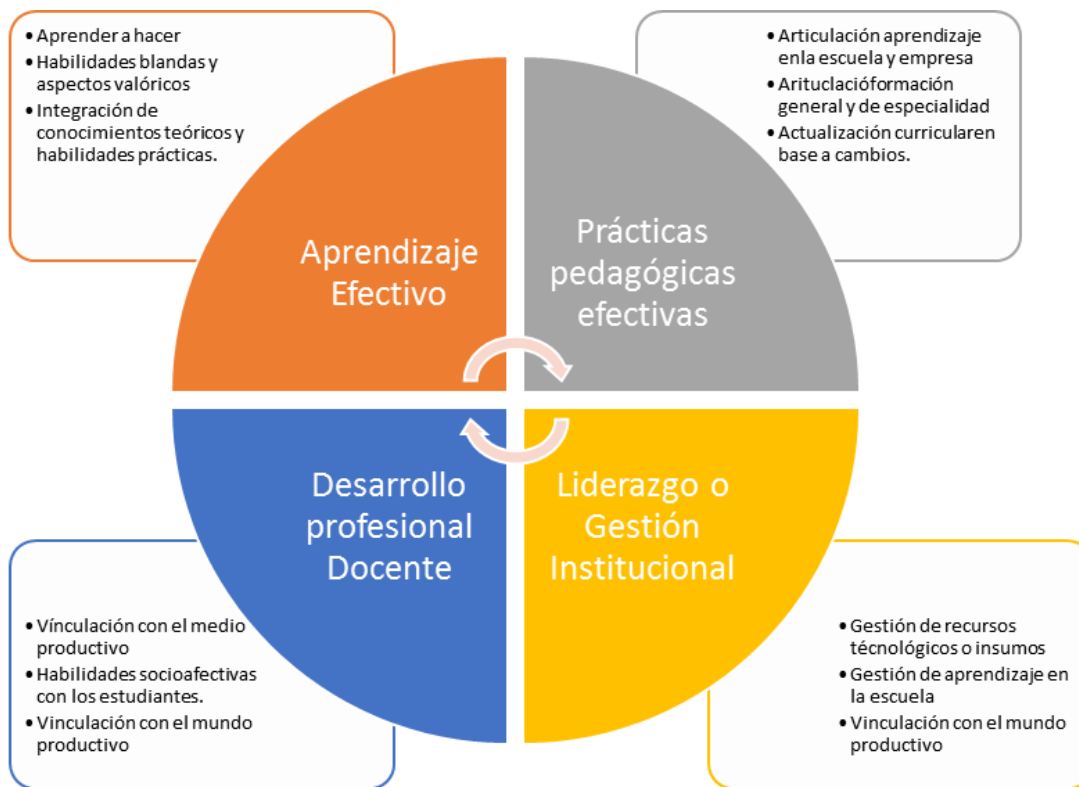 • Aprender a hacer
• Habilidades blandas y
aspectos valóricos
• Integración de
conocimientos teóricos y
habilidades prácticas.
• Articulación aprendizaje
enla escuela y empresa
• Arituclacióformación
general y de especialidad
• Actualización curricularen
base a cambios.
Aprendizaje
Efectivo
Prácticas
pedagógicas
efectivas
Desarrollo
profesional
Docente
Liderazgo o
Gestión
Institucional
• Vínculación con el medio
productivo
• Habilidades socioafectivas
con los estudiantes.
• Vinculación con el mundo
productivo
• Gestión de recursos
técnológicos o insumos
• Gestión de aprendizaje en
la escuela
• Vinculación con el mundo
productivo